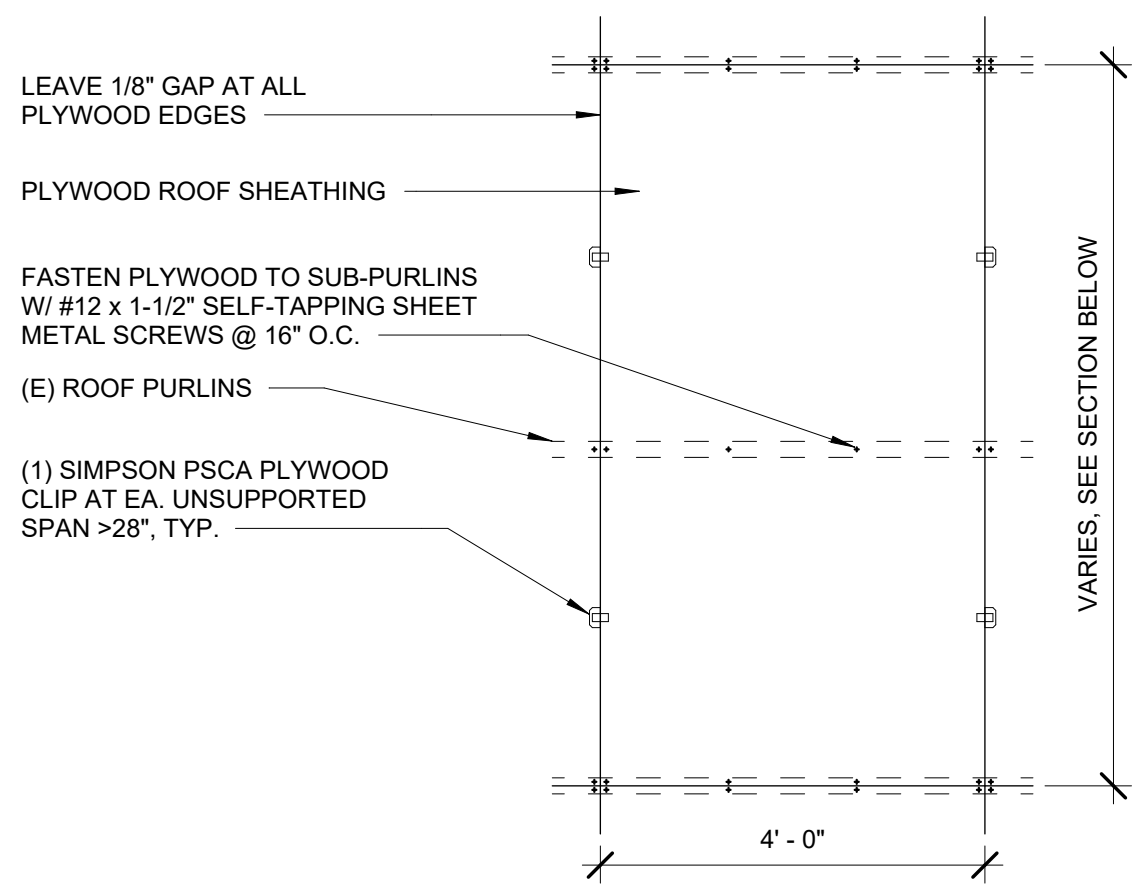 LEAVE 1/8" GAP AT ALL
PLYWOOD EDGES
PLYWOOD ROOF SHEATHING
FASTEN PLYWOOD TO SUB-PURLINS
W/ #12 x 1-1/2" SELF-TAPPING SHEET
METAL SCREWS @ 16" O.C.
(E) ROOF PURLINS
(1) SIMPSON PSCA PLYWOOD
CLIP AT EA. UNSUPPORTED
SPAN >28", TYP.
VARIES, SEE SECTION BELOW
4' - 0"